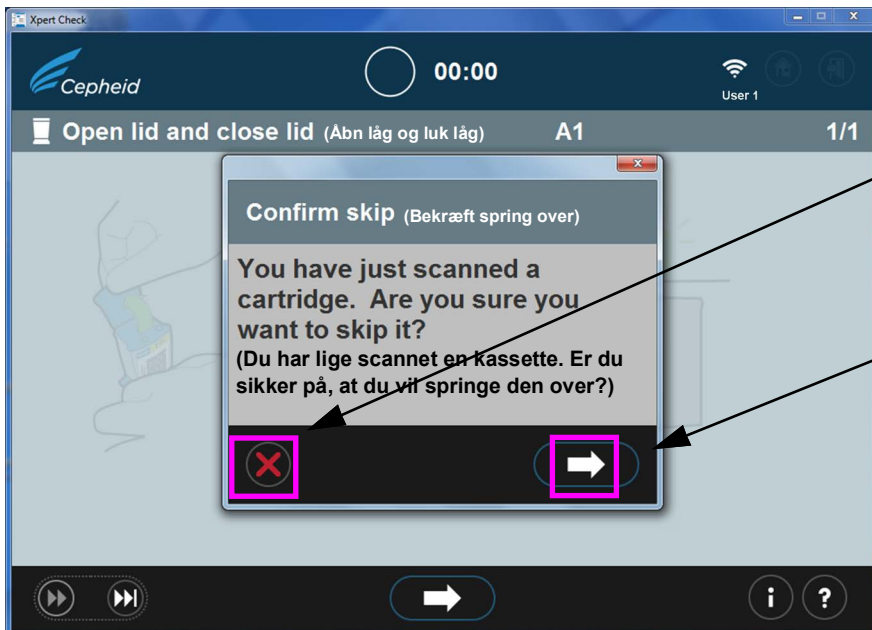 Xpert Check
Cepheid
00:00
User 1
Open lid and close lid (Åbn låg og luk låg) A1 1/1
Confirm skip (Bekræft spring over)
You have just scanned a
cartridge. Are you sure you
want to skip it?
(Du har lige scannet en kassette. Er du
sikker på, at du vil springe den over?)
i ?